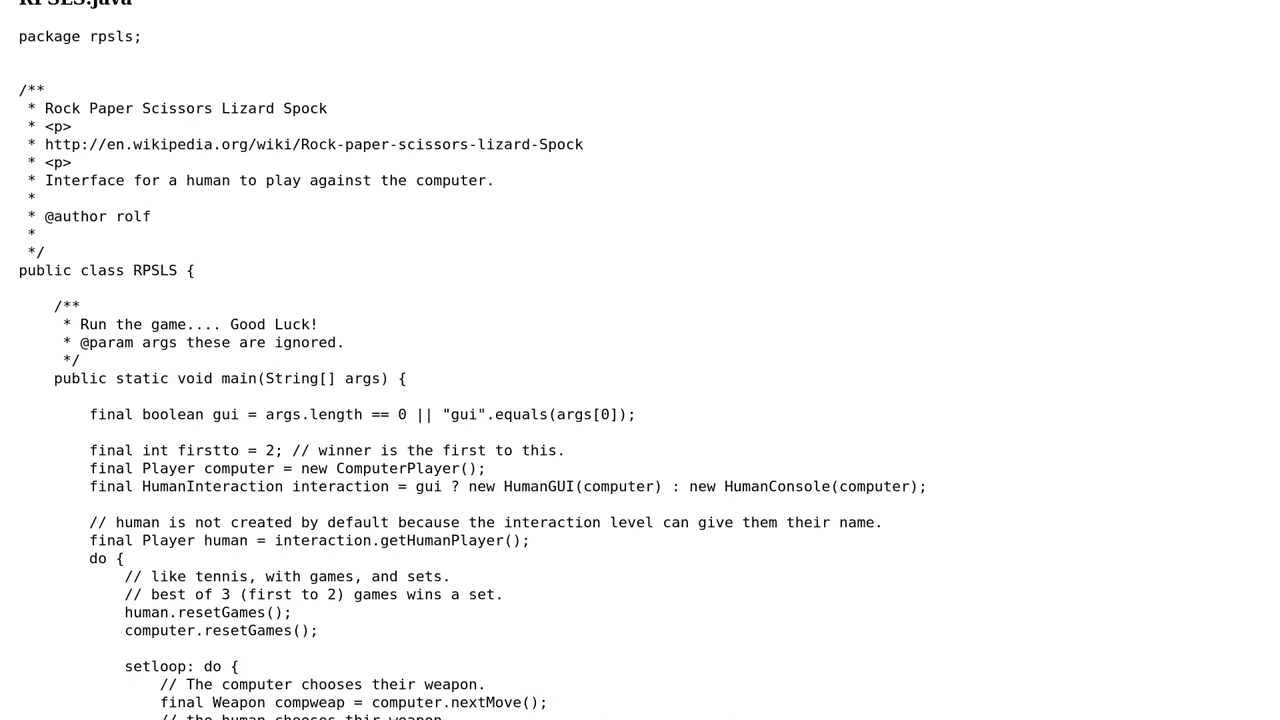 RPSLS.java
package rpsls;
/**
 * Rock Paper Scissors Lizard Spock
 * <p>
 * http://en.wikipedia.org/wiki/Rock-paper-scissors-lizard-Spock
 * <p>
 * Interface for a human to play against the computer.
 *
 * @author rolf
 *
 */
public class RPSLS {
    /**
     * Run the game.... Good Luck!
     * @param args these are ignored.
     */
    public static void main(String[] args) {
        final boolean gui = args.length == 0 || "gui".equals(args[0]);
        final int firstto = 2; // winner is the first to this.
        final Player computer = new ComputerPlayer();
        final HumanInteraction interaction = gui ? new HumanGUI(computer) : new HumanConsole(computer);
        // human is not created by default because the interaction level can give them their name.
        final Player human = interaction.getHumanPlayer();
        do {
            // like tennis, with games, and sets.
            // best of 3 (first to 2) games wins a set.
            human.resetGames();
            computer.resetGames();
            setloop: do {
                // The computer chooses their weapon.
                final Weapon compweap = computer.nextMove();
                // the human chooses thir weapon.